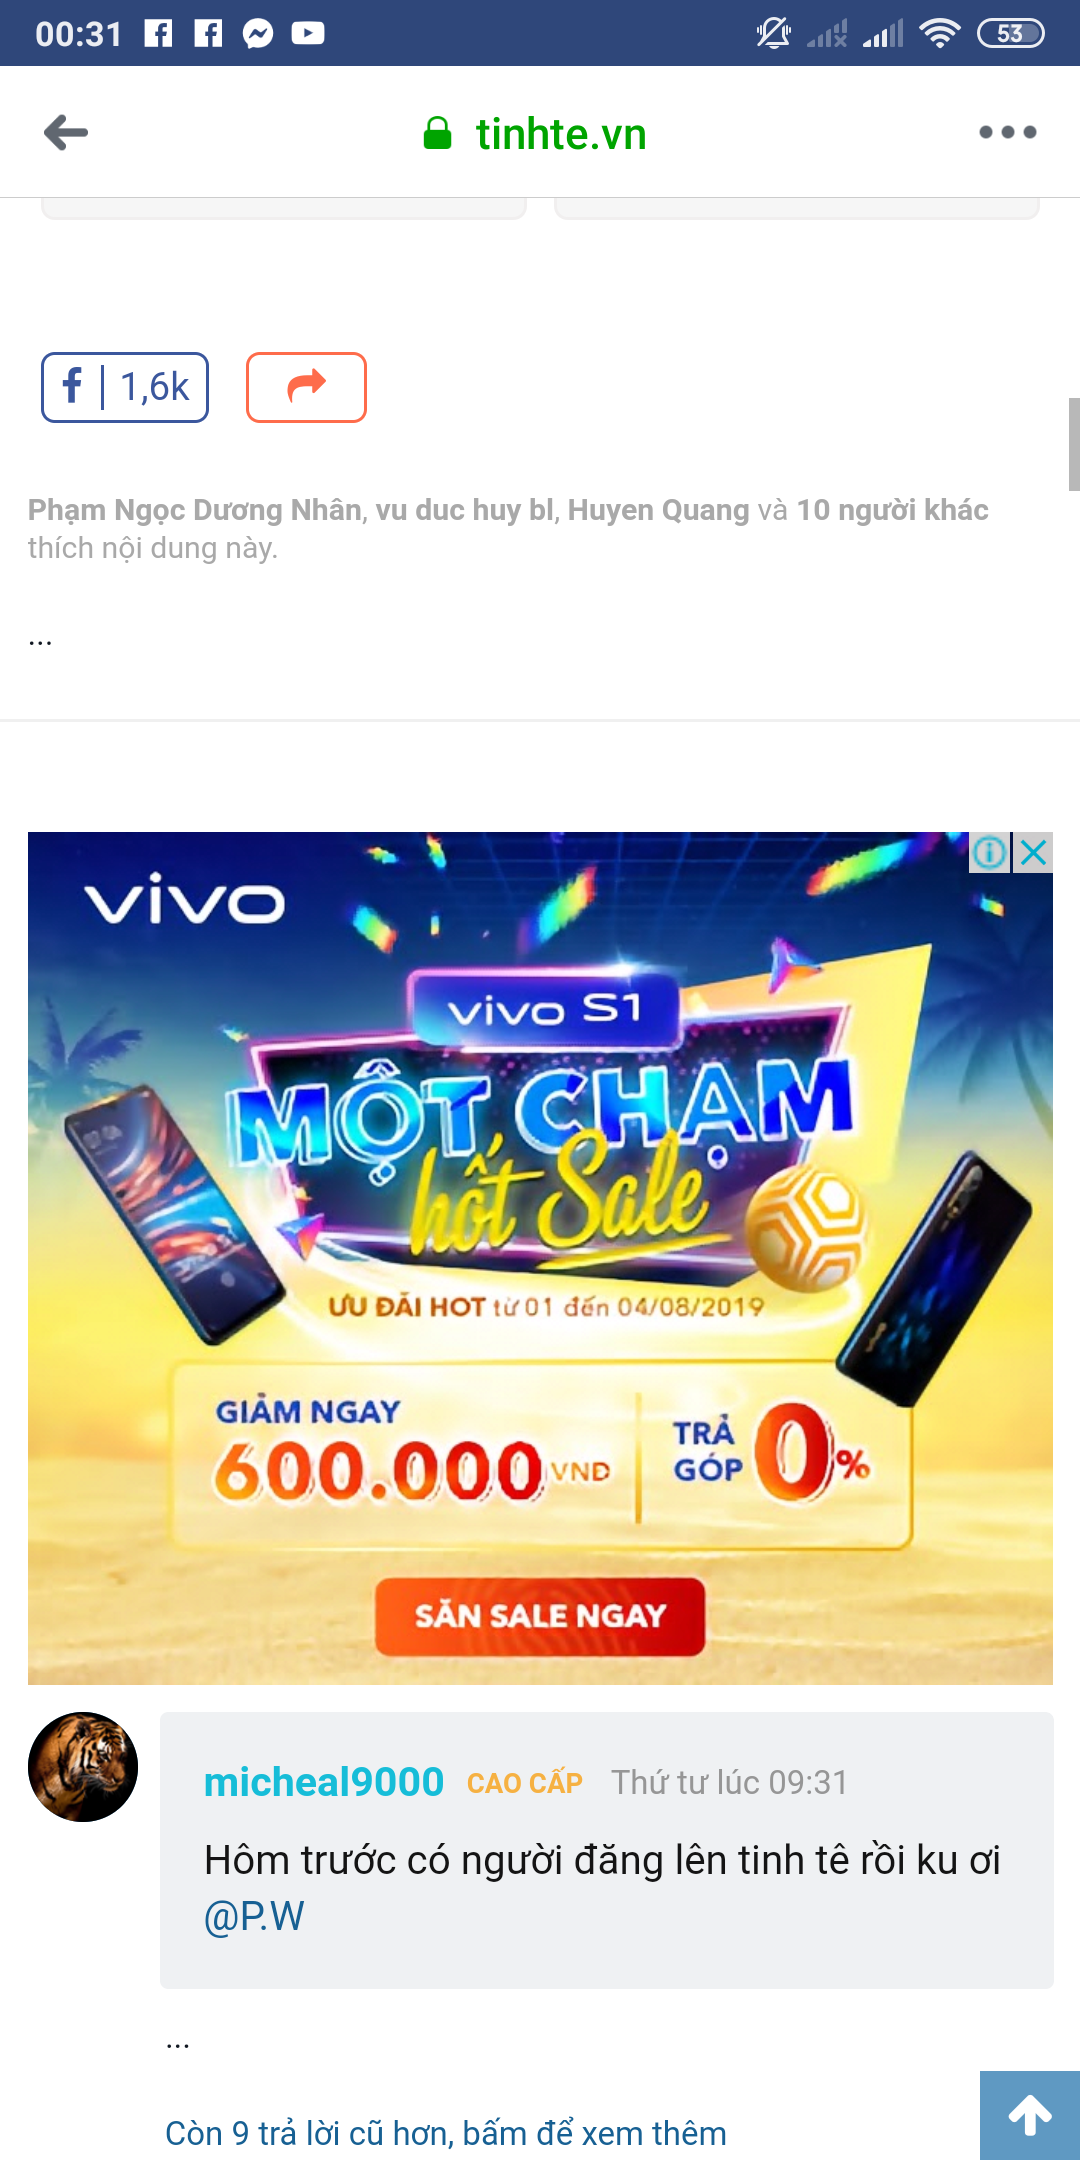 00:31
53
tinhte.vn
1,6k
Phạm Ngọc Dương Nhân, vu duc huy bl, Huyen Quang và 10 người khác
thích nội dung này.
...
vivo
vivo S1
MỘT CHẠM
hốt Sale
ƯU ĐÃI HOT từ 01 đến 04/08/2019
GIẢM NGAY
600.000 VND
TRẢ
GÓP 0%
SĂN SALE NGAY
micheal9000 CAO CẤP Thứ tư lúc 09:31
Hôm trước có người đăng lên tinh tê rồi ku ơi
@P.W
...
Còn 9 trả lời cũ hơn, bấm để xem thêm